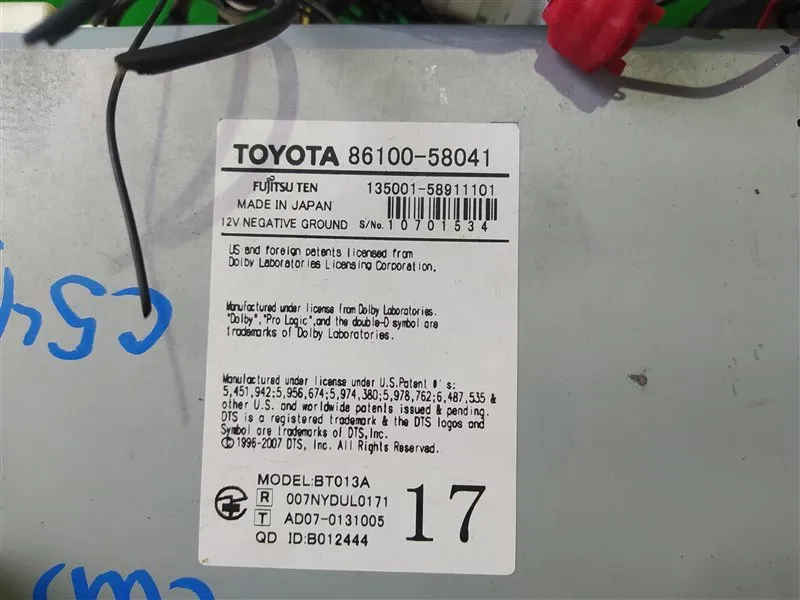 TOYOTA 86100-58041
FUJITSU TEN 135001-58911101
MADE IN JAPAN
12V NEGATIVE GROUND S/No. 10701534
US and foreign patents licensed from
Dolby Laboratories Licensing Corporation.
Manufactured under license from Dolby Laboratories.
"Dolby","Pro Logic",and the double-D symbol are
trademarks of Dolby Laboratories.
Manufactured under license under U.S.Patent #'s:
5,451,942;5,956,674;5,974,380;5,978,762;6,487,535 &
other U.S. and worldwide patents issued & pending.
DTS is a registered trademark & the DTS logos and
Symbol are trademarks of DTS,Inc.
© 1996-2007 DTS, Inc. All Rights Reserved.
MODEL:BT013A
R 007NYDUL0171
T AD07-0131005
QD ID:B012444
17